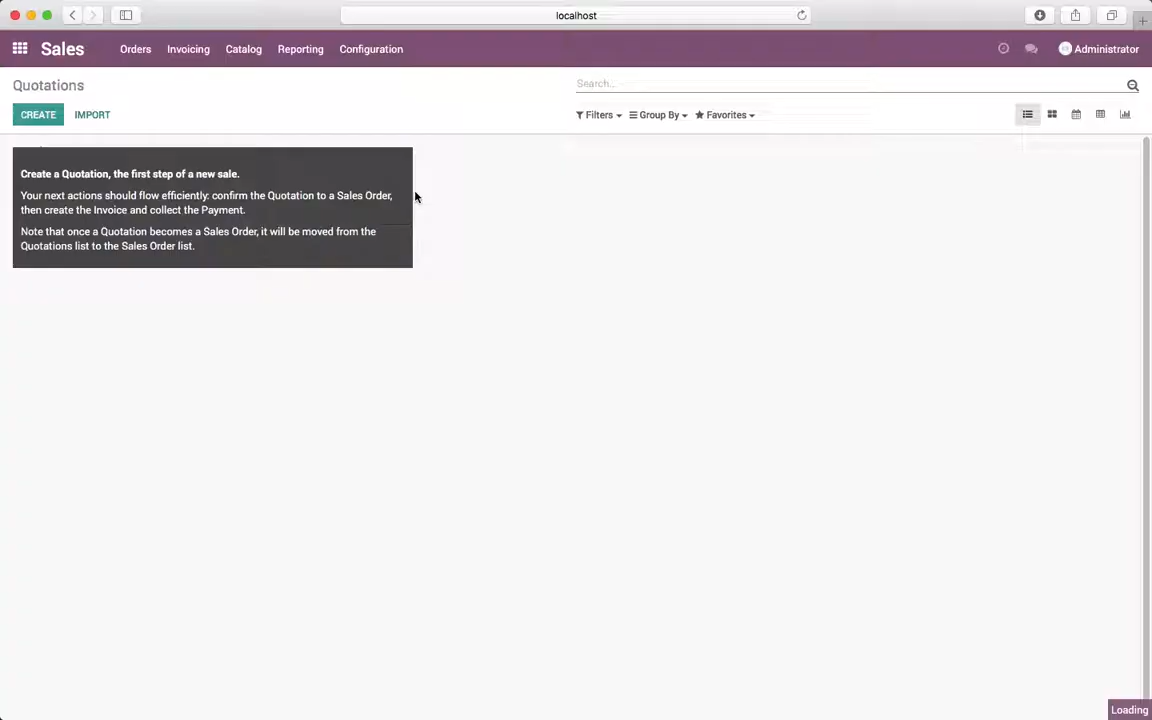 localhost
Sales Orders Invoicing Catalog Reporting Configuration Administrator
Quotations Search...
CREATE IMPORT Filters Group By Favorites
Create a Quotation, the first step of a new sale.
Your next actions should flow efficiently: confirm the Quotation to a Sales Order,
then create the Invoice and collect the Payment.
Note that once a Quotation becomes a Sales Order, it will be moved from the
Quotations list to the Sales Order list.
Loading